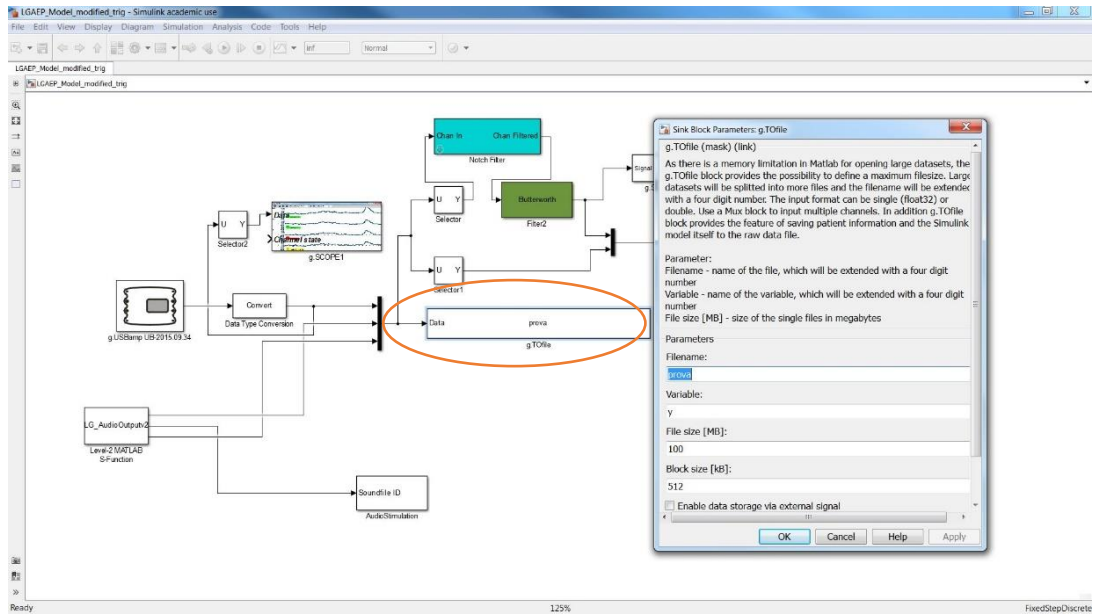 LGAEP_Model_modified_trig - Simulink academic use
File Edit View Display Diagram Simulation Analysis Code Tools Help
Inf
Normal
LGAEP_Model_modified_trig
LGAEP_Model_modified_trig
Chan In Chan Filtered
Notch Filter
U Y
Selector
Butterworth
Filter2
Signal
U Y
Selector2
Data
Channel state
g.SCOPE1
U Y
Selector1
g.USBamp UB-2015.09.34
Convert
Data Type Conversion
Data prova
g.TOfile
LG_AudioOutputv2
Level-2 MATLAB
S-Function
Soundfile ID
AudioStimulation
Sink Block Parameters: g.TOfile
g.TOfile (mask) (link)
As there is a memory limitation in Matlab for opening large datasets, the
g.TOfile block provides the possibility to define a maximum filesize. Large
datasets will be splitted into more files and the filename will be extended
with a four digit number. The input format can be single (float32) or
double. Use a Mux block to input multiple channels. In addition g.TOfile
block provides the feature of saving patient information and the Simulink
model itself to the raw data file.
Parameter:
Filename - name of the file, which will be extended with a four digit
number
Variable - name of the variable, which will be extended with a four digit
number
File size [MB] - size of the single files in megabytes
Parameters
Filename:
prova
Variable:
y
File size [MB]:
100
Block size [kB]:
512
Enable data storage via external signal
OK Cancel Help Apply
Ready 125% FixedStepDiscrete